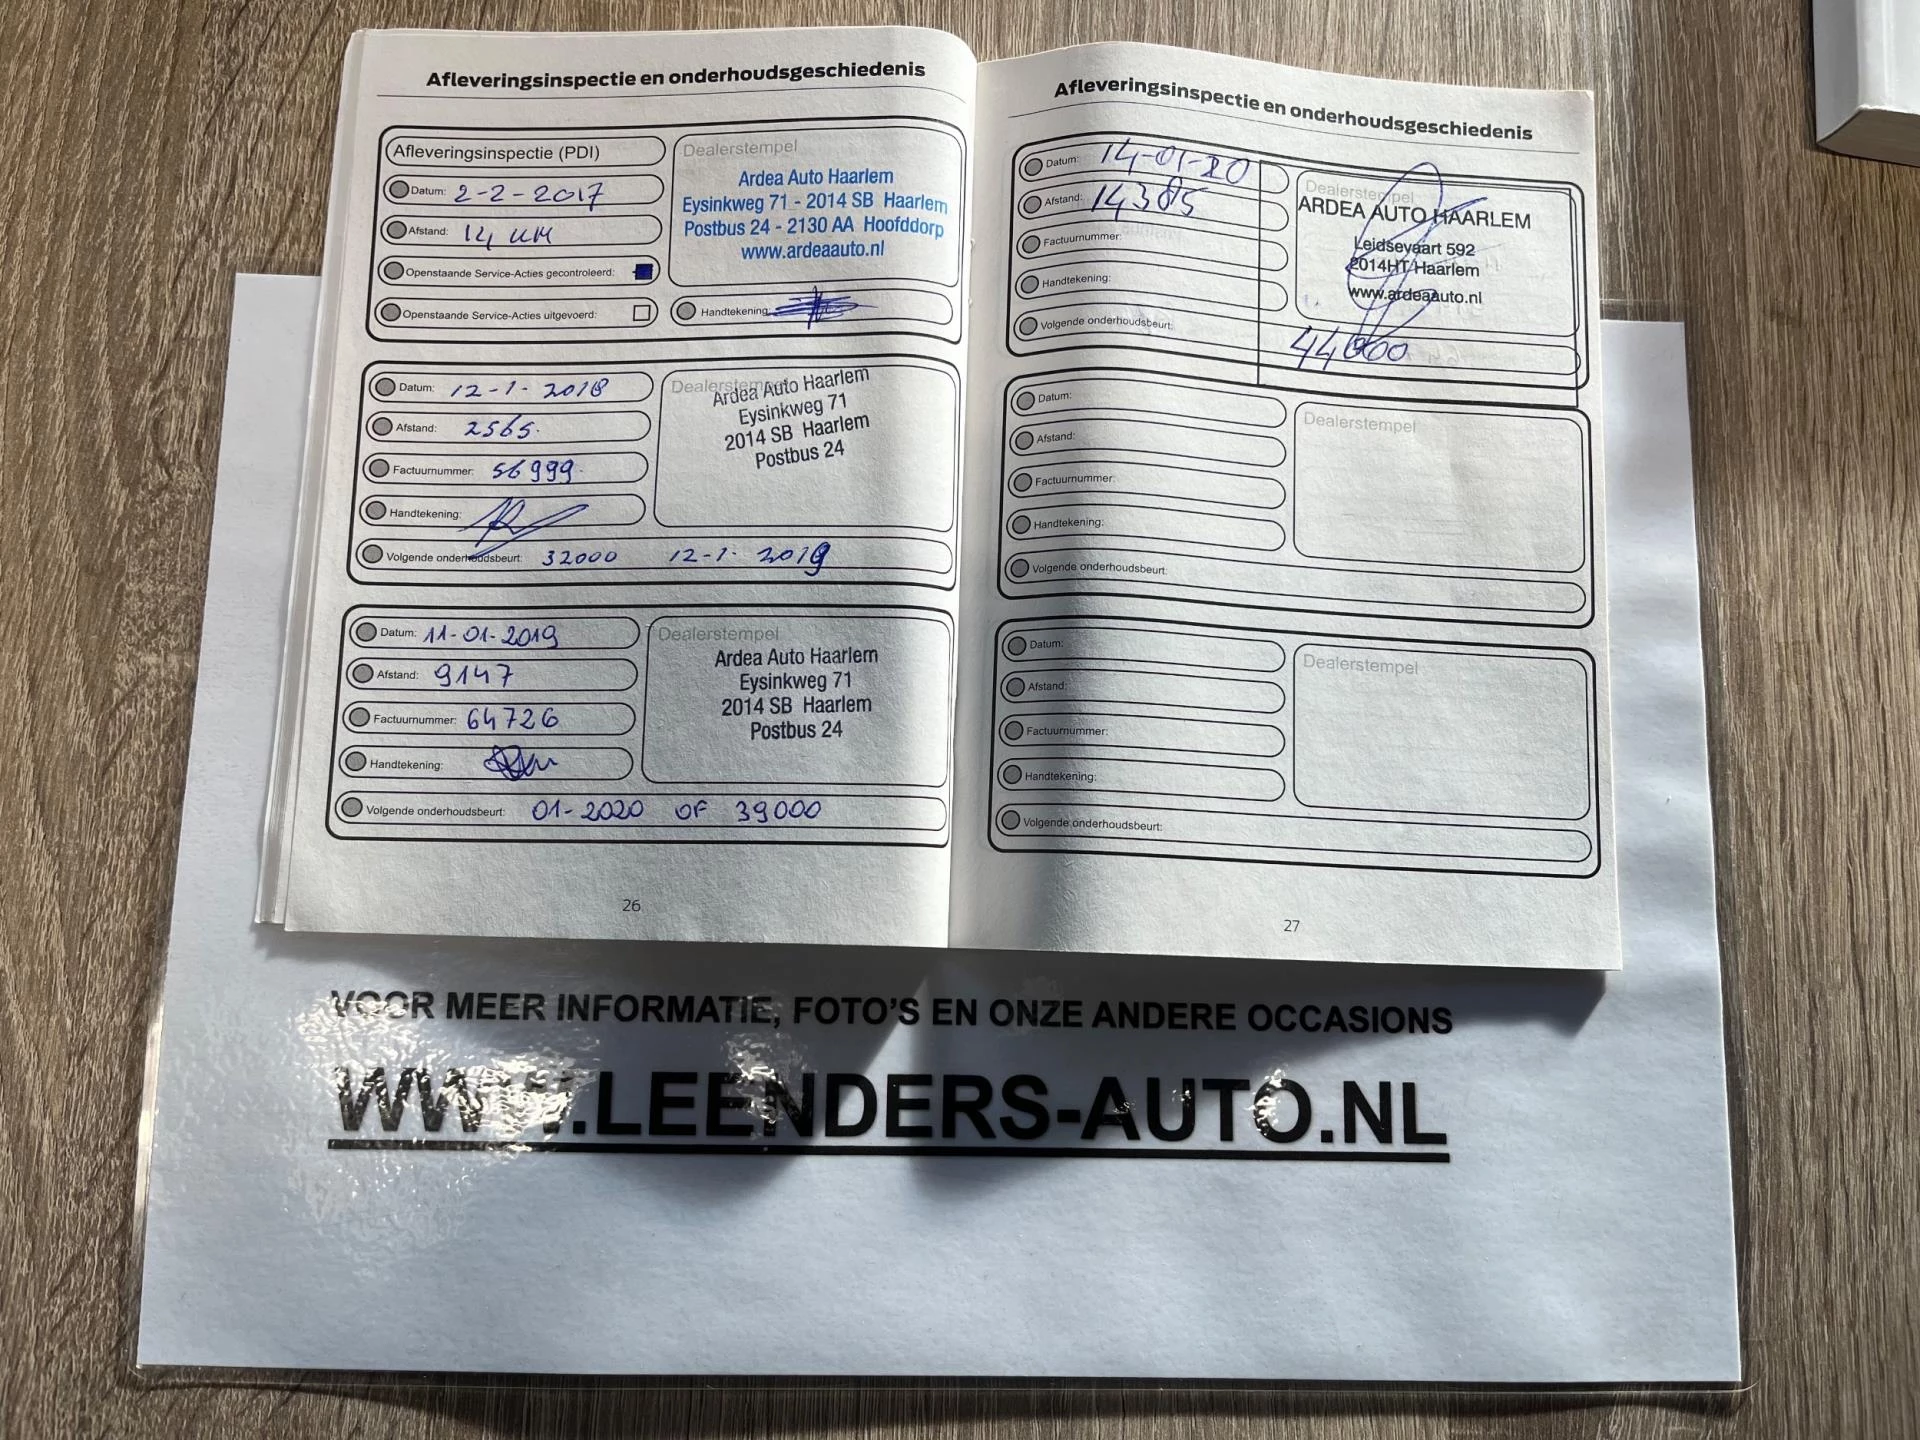 Afleveringsinspectie en onderhoudsgeschiedenis
Afleveringsinspectie (PDI)
Datum: 2-2-2017
Afstand: 14 KM
Openstaande Service-Acties gecontroleerd:
Openstaande Service-Acties uitgevoerd:
Dealerstempel
Ardea Auto Haarlem
Eysinkweg 71 - 2014 SB Haarlem
Postbus 24 - 2130 AA Hoofddorp
www.ardeaauto.nl
Handtekening:
Datum: 12-1-2018
Afstand: 2565.
Factuurnummer: 56999.
Handtekening:
Volgende onderhoudsbeurt: 32000 12-1-2019
Dealerstempel
Ardea Auto Haarlem
Eysinkweg 71
2014 SB Haarlem
Postbus 24
Datum: 11-01-2019
Afstand: 9147
Factuurnummer: 64726
Handtekening:
Volgende onderhoudsbeurt: 01-2020 OF 39000
Dealerstempel
Ardea Auto Haarlem
Eysinkweg 71
2014 SB Haarlem
Postbus 24
26
Afleveringsinspectie en onderhoudsgeschiedenis
Datum: 14-01-20
Afstand: 14385
Factuurnummer:
Handtekening:
Volgende onderhoudsbeurt: 44000
Dealerstempel
ARDEA AUTO HAARLEM
Leidsevaart 592
2014HT Haarlem
www.ardeaauto.nl
Datum:
Afstand:
Factuurnummer:
Handtekening:
Volgende onderhoudsbeurt:
Dealerstempel
Datum:
Afstand:
Factuurnummer:
Handtekening:
Volgende onderhoudsbeurt:
Dealerstempel
27
VOOR MEER INFORMATIE, FOTO'S EN ONZE ANDERE OCCASIONS
WWW.LEENDERS-AUTO.NL